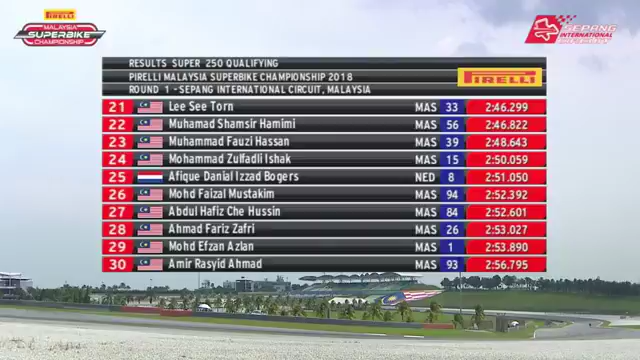 PIRELLI
MALAYSIA
SUPERBIKE
CHAMPIONSHIP
SEPANG
INTERNATIONAL
CIRCUIT
RESULTS SUPER 250 QUALIFYING
PIRELLI MALAYSIA SUPERBIKE CHAMPIONSHIP 2018
ROUND 1 - SEPANG INTERNATIONAL CIRCUIT, MALAYSIA
PIRELLI
21 Lee See Torn MAS 33 2:46.299
22 Muhamad Shamsir Hamimi MAS 56 2:46.822
23 Muhammad Fauzi Hassan MAS 39 2:48.643
24 Mohammad Zulfadli Ishak MAS 15 2:50.059
25 Afique Danial Izzad Bogers NED 8 2:51.050
26 Mohd Faizal Mustakim MAS 94 2:52.392
27 Abdul Hafiz Che Hussin MAS 84 2:52.601
28 Ahmad Fariz Zafri MAS 26 2:53.027
29 Mohd Efzan Azlan MAS 1 2:53.890
30 Amir Rasyid Ahmad MAS 93 2:56.795